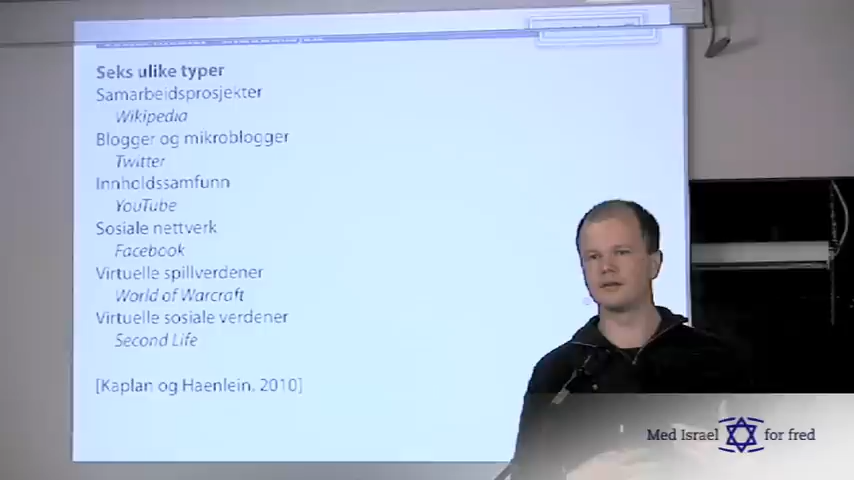 Seks ulike typer
Samarbeidsprosjekter
Wikipedia
Blogger og mikroblogger
Twitter
Innholdssamfunn
YouTube
Sosiale nettverk
Facebook
Virtuelle spillverdener
World of Warcraft
Virtuelle sosiale verdener
Second Life
[Kaplan og Haenlein, 2010]
Med Israel for fred